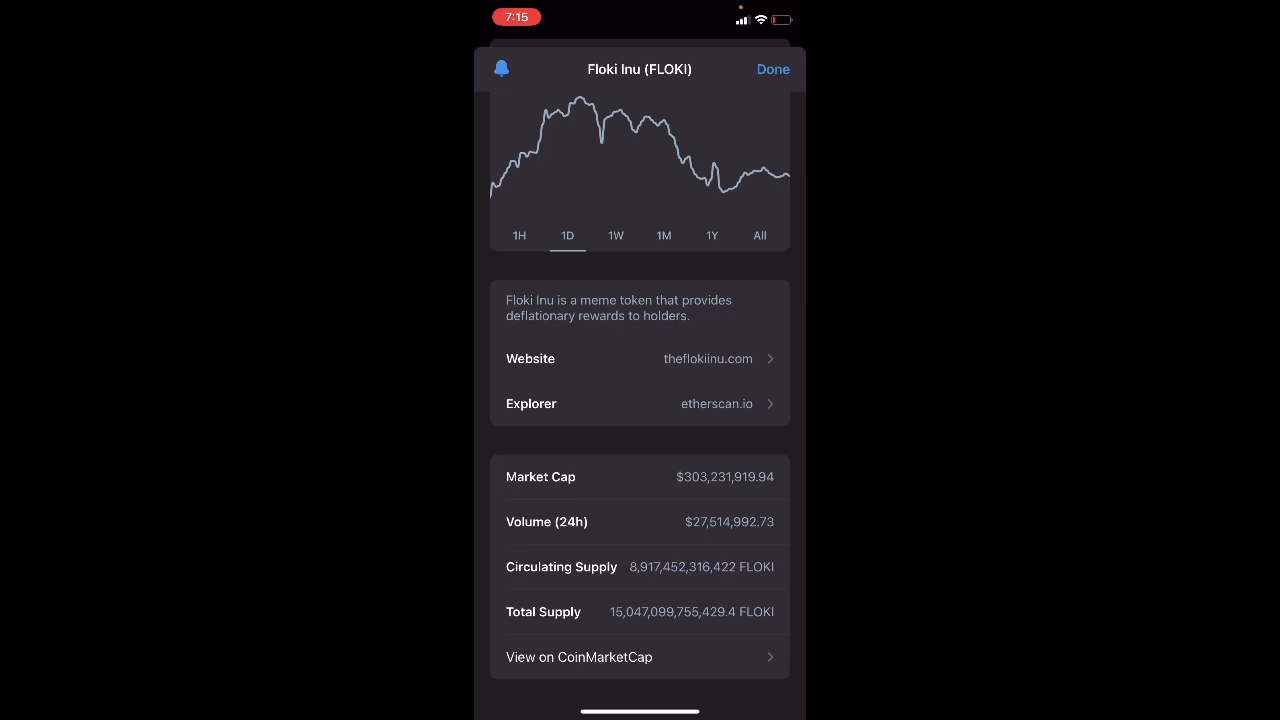 7:15
Floki Inu (FLOKI)
Done
1H 1D 1W 1M 1Y All
Floki Inu is a meme token that provides
deflationary rewards to holders.
Website theflokiinu.com
Explorer etherscan.io
Market Cap $303,231,919.94
Volume (24h) $27,514,992.73
Circulating Supply 8,917,452,316,422 FLOKI
Total Supply 15,047,099,755,429.4 FLOKI
View on CoinMarketCap